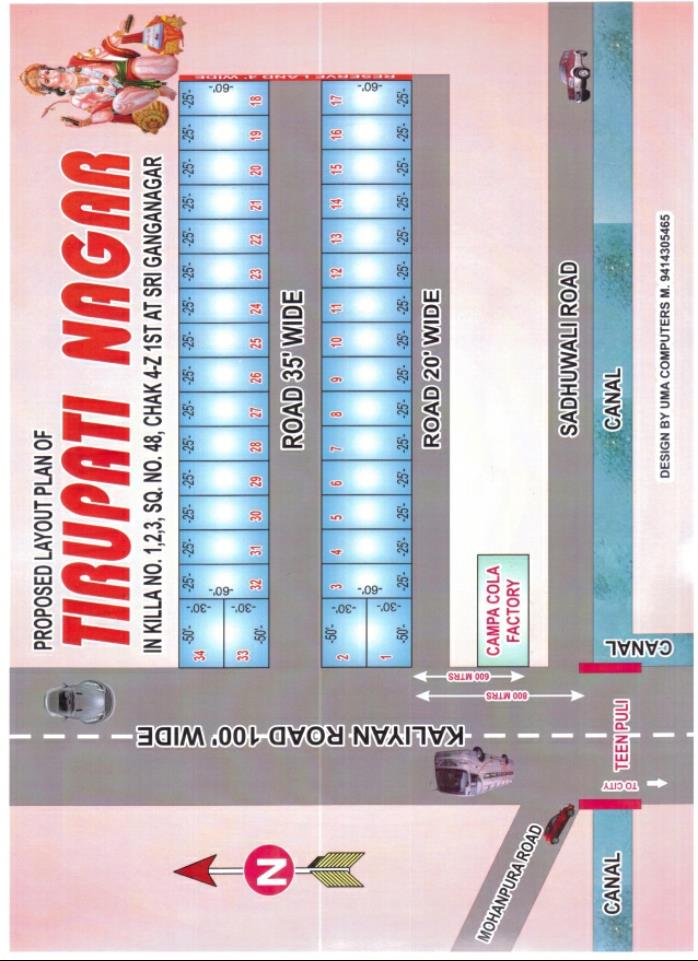 PROPOSED LAYOUT PLAN OF
TIRUPATI NAGAR
IN KILLA NO. 1,2,3, SQ. NO. 48, CHAK 4-Z 1ST AT SRI GANGANAGAR
KALIYAN ROAD 100' WIDE
N
34 -50'- -30'-
33 -50'- -30'-
-60'-
-25'- -25'- -25'- -25'- -25'- -25'- -25'- -25'- -25'- -25'- -25'- -25'- -25'- -25'- -25'-
-60'-
32 31 30 29 28 27 26 25 24 23 22 21 20 19 18
RESERVE LAND 4' WIDE
ROAD 35' WIDE
2 -50'- -30'-
1 -50'- -30'-
3 4 5 6 7 8 9 10 11 12 13 14 15 16 17
-60'-
-60'-
-25'- -25'- -25'- -25'- -25'- -25'- -25'- -25'- -25'- -25'- -25'- -25'- -25'- -25'- -25'-
ROAD 20' WIDE
800 MTRS
600 MTRS
CAMPA COLA
FACTORY
MOHANPURA ROAD
SADHUWALI ROAD
CANAL
TO CITY
TEEN PULI
CANAL
CANAL
DESIGN BY UMA COMPUTERS M. 9414305465